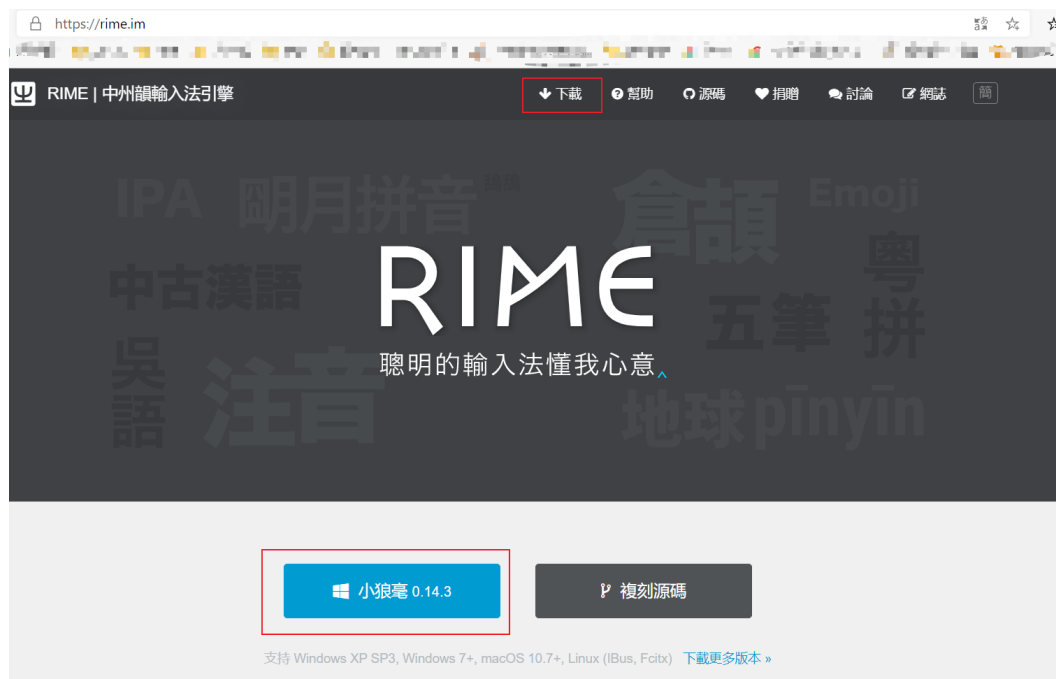 https://rime.im
RIME | 中州韻輸入法引擎
下載
幫助
源碼
捐贈
討論
網誌
簡
IPA
朙月拼音
倉頡
Emoji
中古漢語
粵拼
吳語
注音
五筆
地球pīnyīn
RIME
聰明的輸入法懂我心意
小狼毫 0.14.3
複刻源碼
支持 Windows XP SP3, Windows 7+, macOS 10.7+, Linux (IBus, Fcitx) 下載更多版本 »